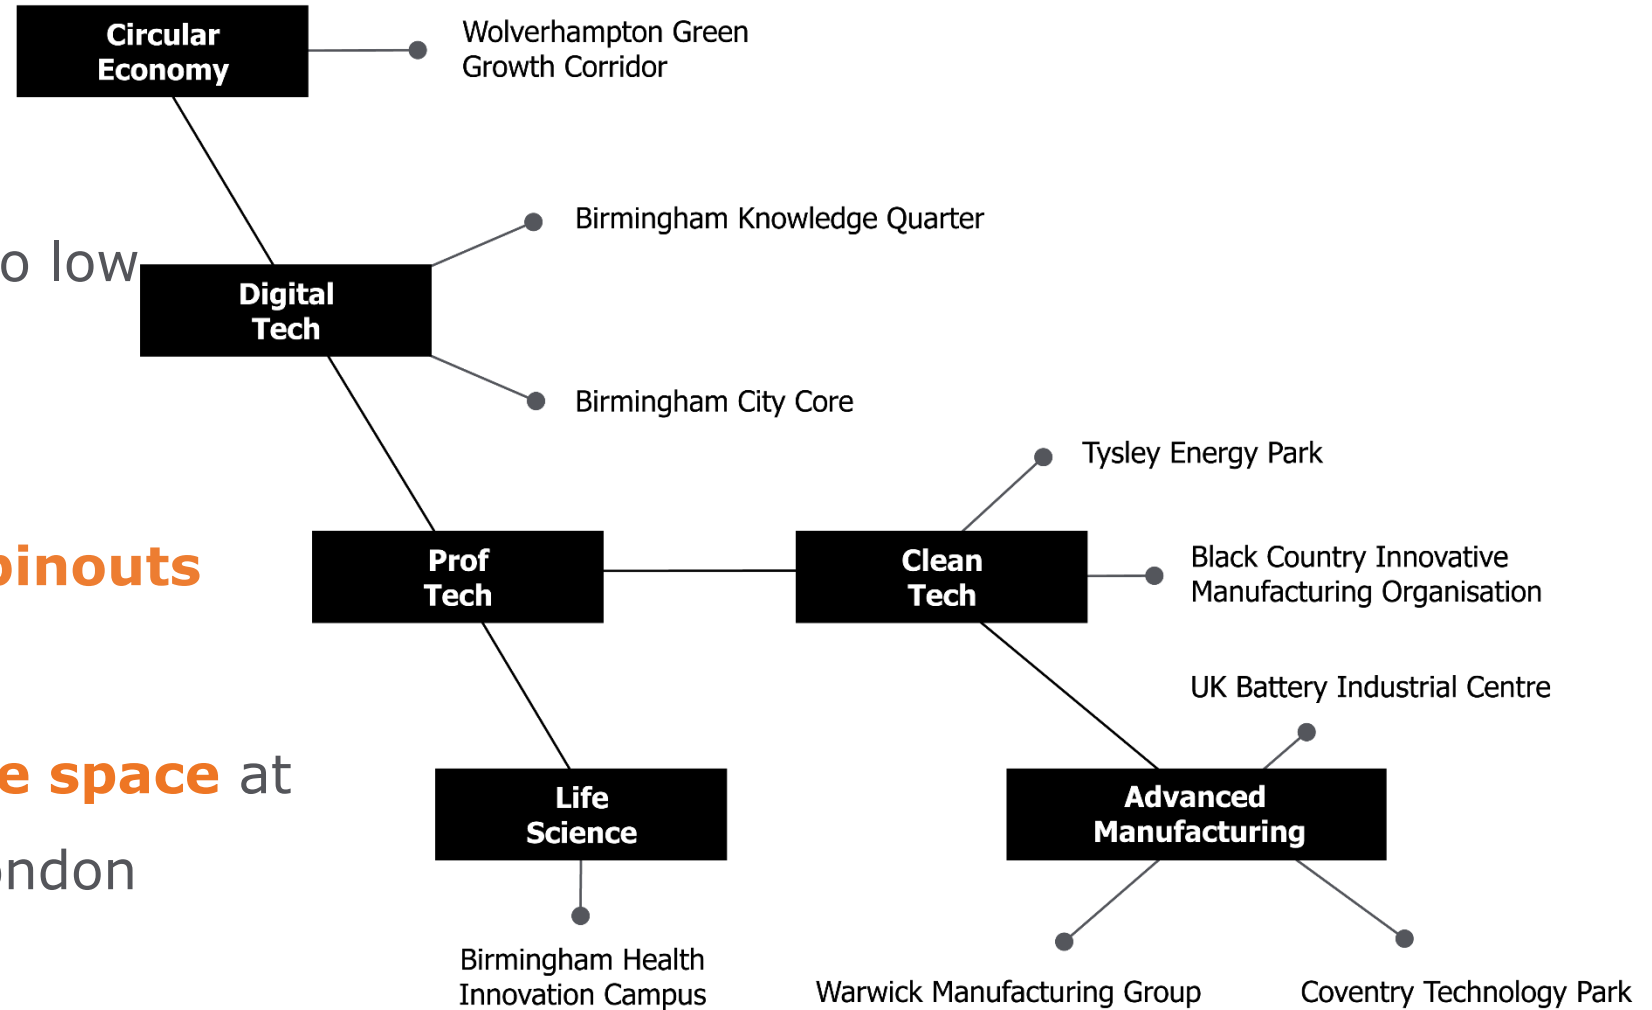 Circular
Economy
Wolverhampton Green
Growth Corridor
Birmingham Knowledge Quarter
o low
Digital
Tech
Birmingham City Core
Tysley Energy Park
pinouts
Prof
Tech
Clean
Tech
Black Country Innovative
Manufacturing Organisation
UK Battery Industrial Centre
e space at
Life
Science
Advanced
Manufacturing
ondon
Birmingham Health
Innovation Campus
Warwick Manufacturing Group
Coventry Technology Park